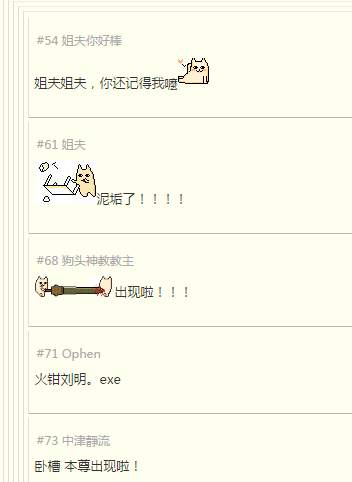 #54 姐夫你好棒
姐夫姐夫，你还记得我嚒
#61 姐夫
泥垢了！！！！
#68 狗头神教教主
出现啦！！！
#71 Ophen
火钳刘明。exe
#73 中津靜流
卧槽 本尊出现啦！